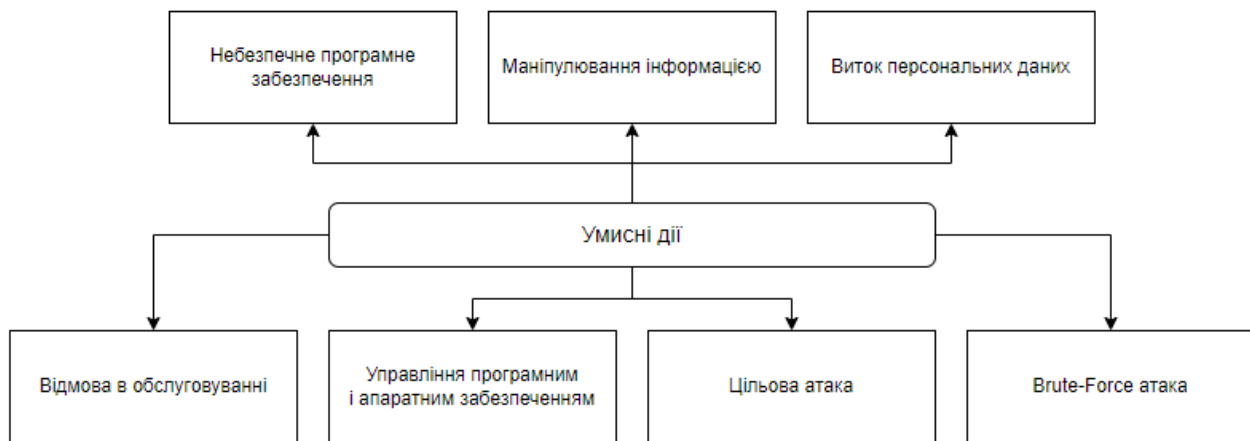 Небезпечне програмне
забезпечення
Маніпулювання інформацією
Виток персональних даних
Умисні дії
Відмова в обслуговуванні
Управління програмним
і апаратним забезпеченням
Цільова атака
Brute-Force атака